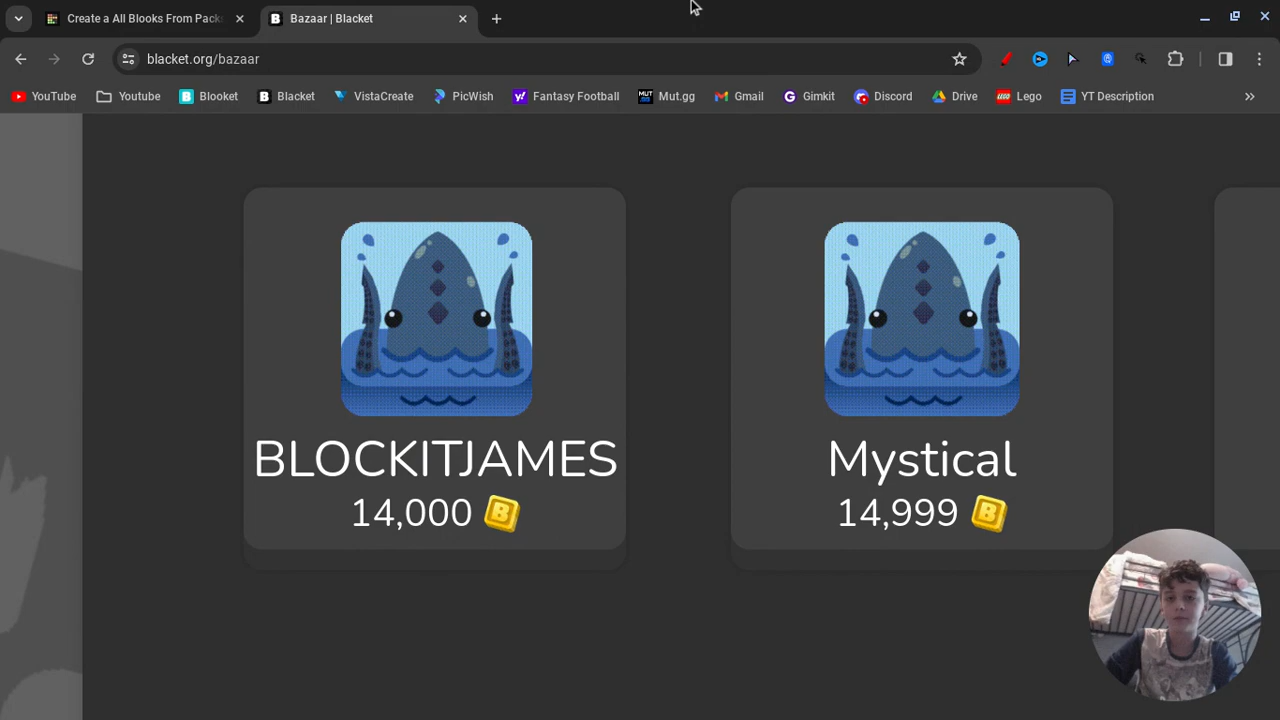 Create a All Blooks From Packs
Bazaar | Blacket
blacket.org/bazaar
YouTube
Youtube
Blooket
Blacket
VistaCreate
PicWish
Fantasy Football
Mut.gg
Gmail
Gimkit
Discord
Drive
Lego
YT Description
BLOCKITJAMES
14,000
Mystical
14,999